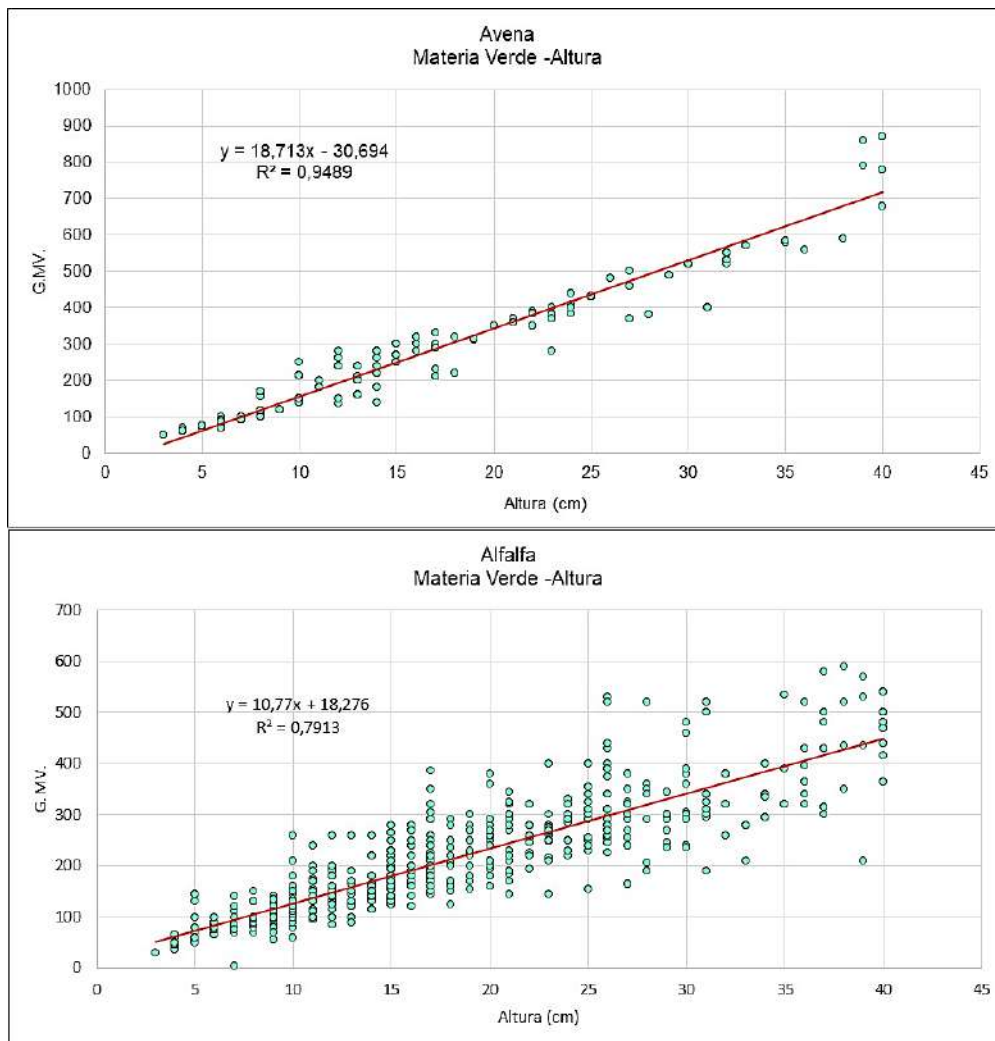 Avena
Materia Verde -Altura
1000
900
800
700
600
500
400
300
200
100
0
y = 18,713x - 30,694
R² = 0,9489
G.MV.
0 5 10 15 20 25 30 35 40 45
Altura (cm)
Alfalfa
Materia Verde -Altura
700
600
500
400
300
200
100
0
y = 10,77x + 18,276
R² = 0,7913
G.MV.
0 5 10 15 20 25 30 35 40 45
Altura (cm)